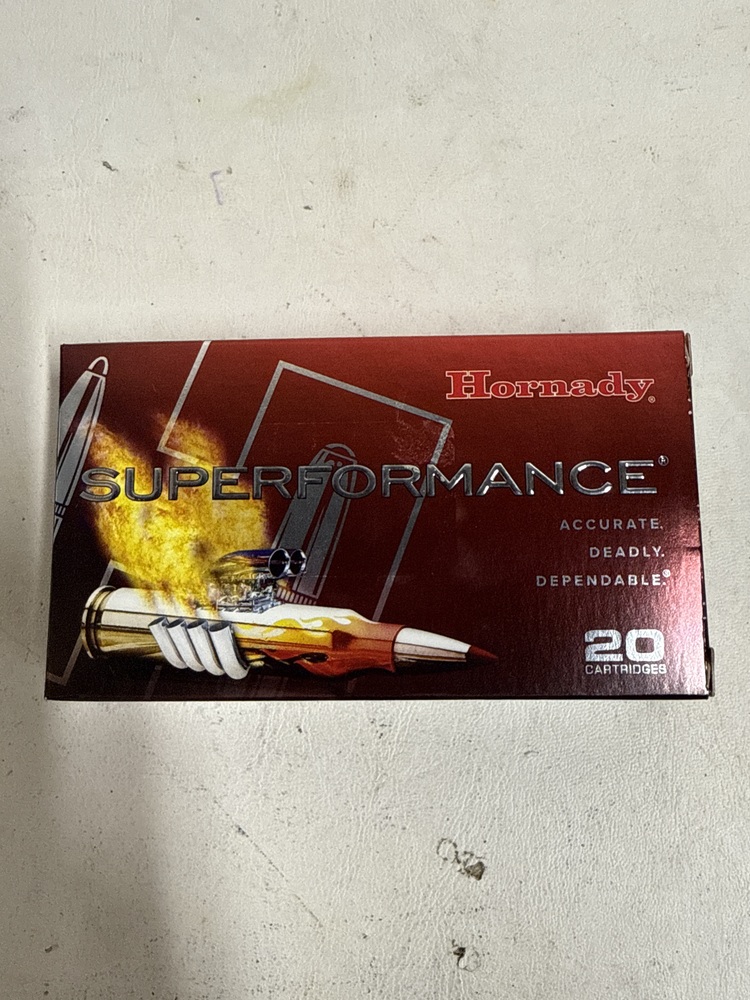 Hornady®
SUPERFORMANCE®
ACCURATE.
DEADLY.
DEPENDABLE.®
20
CARTRIDGES